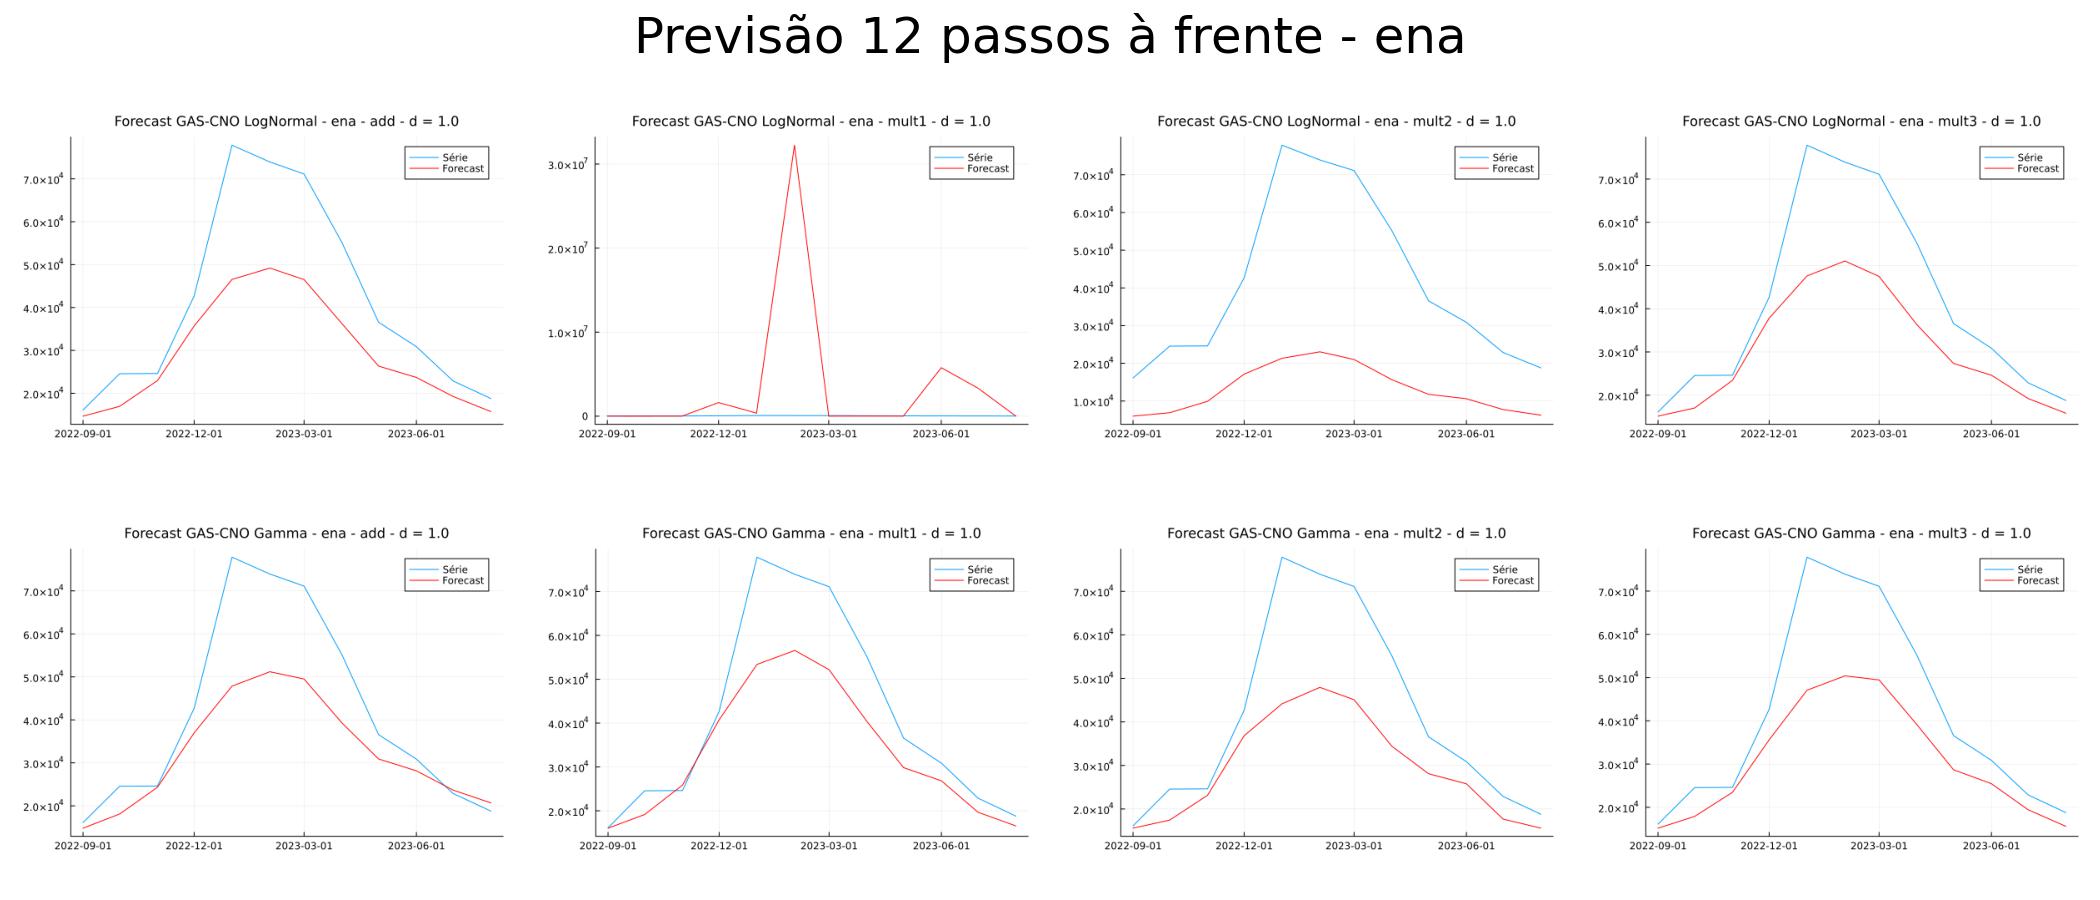 Previsão 12 passos à frente - ena
Forecast GAS-CNO LogNormal - ena - add - d = 1.0
Série
Forecast
7.0×10⁴
6.0×10⁴
5.0×10⁴
4.0×10⁴
3.0×10⁴
2.0×10⁴
2022-09-01 2022-12-01 2023-03-01 2023-06-01
Forecast GAS-CNO LogNormal - ena - mult1 - d = 1.0
Série
Forecast
3.0×10⁷
2.0×10⁷
1.0×10⁷
0
2022-09-01 2022-12-01 2023-03-01 2023-06-01
Forecast GAS-CNO LogNormal - ena - mult2 - d = 1.0
Série
Forecast
7.0×10⁴
6.0×10⁴
5.0×10⁴
4.0×10⁴
3.0×10⁴
2.0×10⁴
1.0×10⁴
2022-09-01 2022-12-01 2023-03-01 2023-06-01
Forecast GAS-CNO LogNormal - ena - mult3 - d = 1.0
Série
Forecast
7.0×10⁴
6.0×10⁴
5.0×10⁴
4.0×10⁴
3.0×10⁴
2.0×10⁴
2022-09-01 2022-12-01 2023-03-01 2023-06-01
Forecast GAS-CNO Gamma - ena - add - d = 1.0
Série
Forecast
7.0×10⁴
6.0×10⁴
5.0×10⁴
4.0×10⁴
3.0×10⁴
2.0×10⁴
2022-09-01 2022-12-01 2023-03-01 2023-06-01
Forecast GAS-CNO Gamma - ena - mult1 - d = 1.0
Série
Forecast
7.0×10⁴
6.0×10⁴
5.0×10⁴
4.0×10⁴
3.0×10⁴
2.0×10⁴
2022-09-01 2022-12-01 2023-03-01 2023-06-01
Forecast GAS-CNO Gamma - ena - mult2 - d = 1.0
Série
Forecast
7.0×10⁴
6.0×10⁴
5.0×10⁴
4.0×10⁴
3.0×10⁴
2.0×10⁴
2022-09-01 2022-12-01 2023-03-01 2023-06-01
Forecast GAS-CNO Gamma - ena - mult3 - d = 1.0
Série
Forecast
7.0×10⁴
6.0×10⁴
5.0×10⁴
4.0×10⁴
3.0×10⁴
2.0×10⁴
2022-09-01 2022-12-01 2023-03-01 2023-06-01